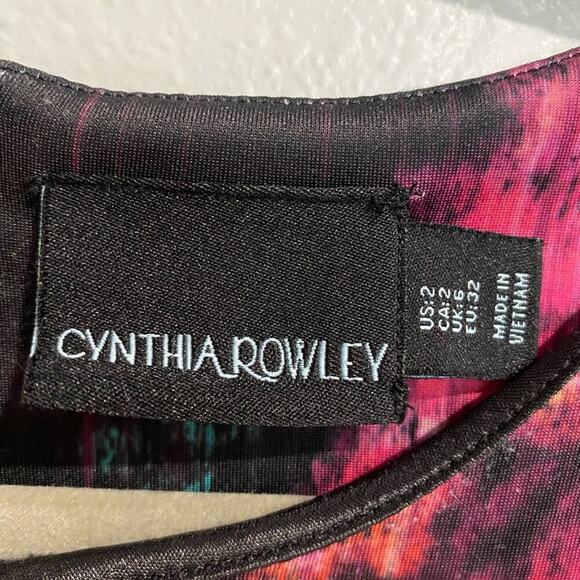 CYNTHIA ROWLEY
US:2
CA:2
UK:6
EU:32
MADE IN
VIETNAM